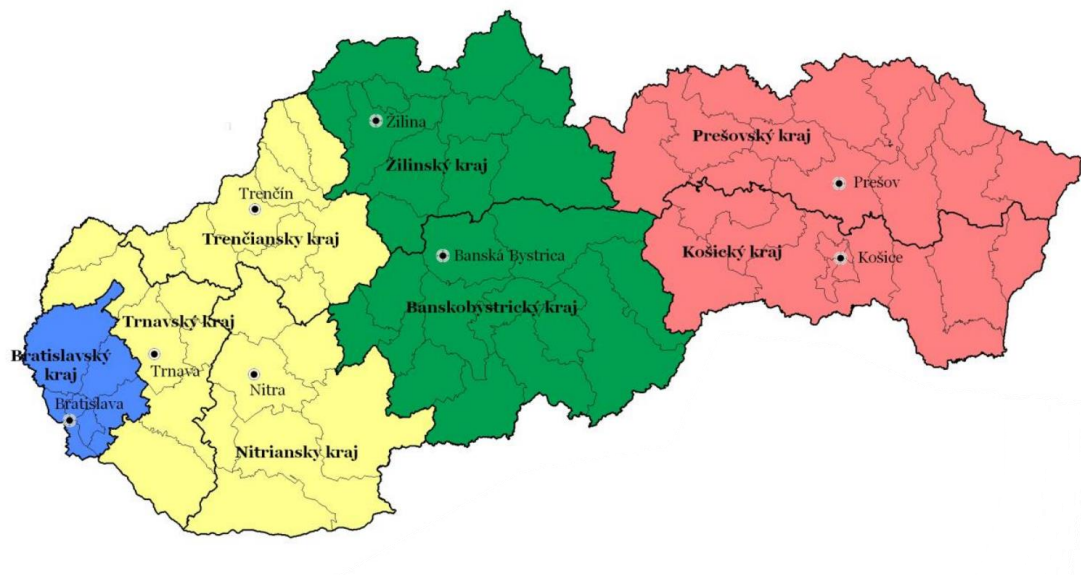 Žilina
Žilinský kraj
Prešovský kraj
Prešov
Trenčín
Trenčiansky kraj
Košický kraj
Košice
Banská Bystrica
Banskobystrický kraj
Trnavský kraj
Trnava
Bratislavský
kraj
Bratislava
Nitra
Nitriansky kraj